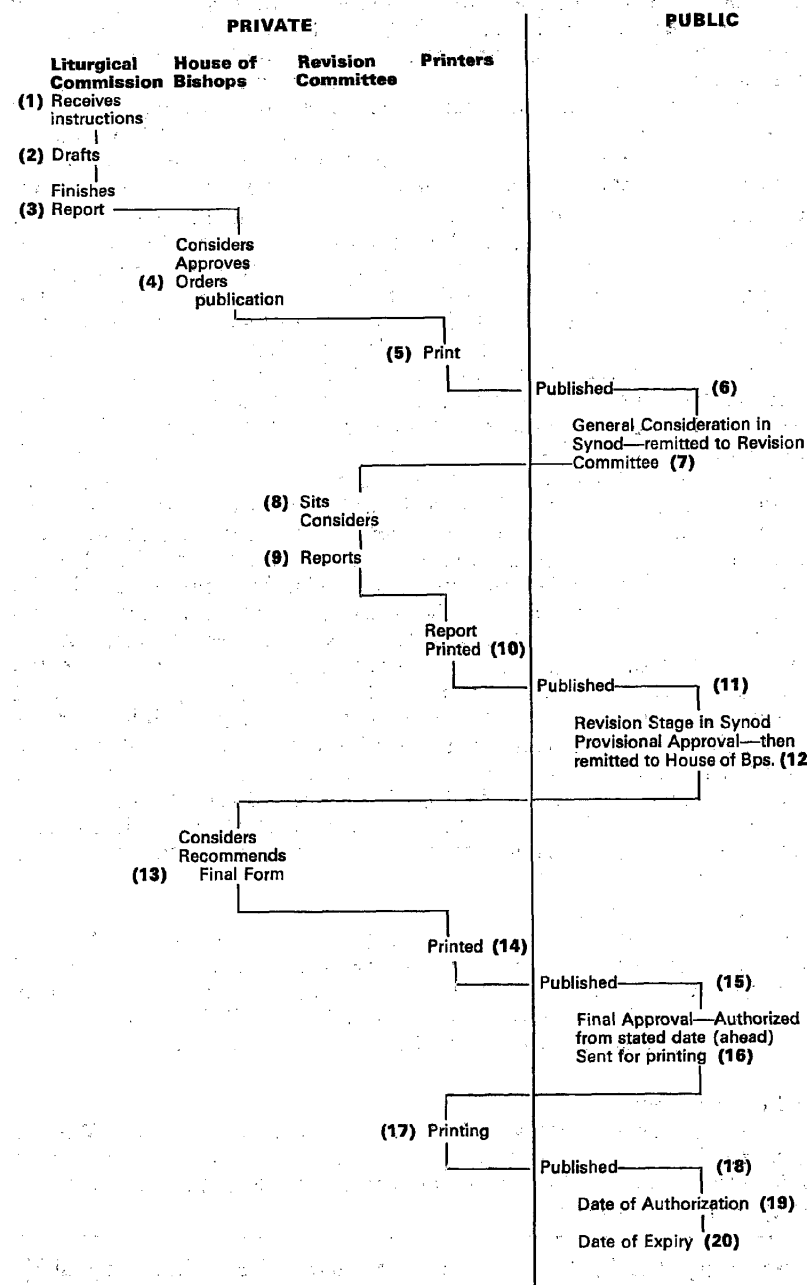 PRIVATE
PUBLIC
Liturgical Commission
House of Bishops
Revision Committee
Printers
(1) Receives
instructions
(2) Drafts
Finishes
(3) Report
Considers
Approves
(4) Orders
publication
(5) Print
Published (6)
General Consideration in
Synod—remitted to Revision
Committee (7)
(8) Sits
Considers
(9) Reports
Report
Printed (10)
Published (11)
Revision Stage in Synod
Provisional Approval—then
remitted to House of Bps. (12
Considers
Recommends
(13) Final Form
Printed (14)
Published (15)
Final Approval—Authorized
from stated date (ahead)
Sent for printing (16)
(17) Printing
Published (18)
Date of Authorization (19)
Date of Expiry (20)